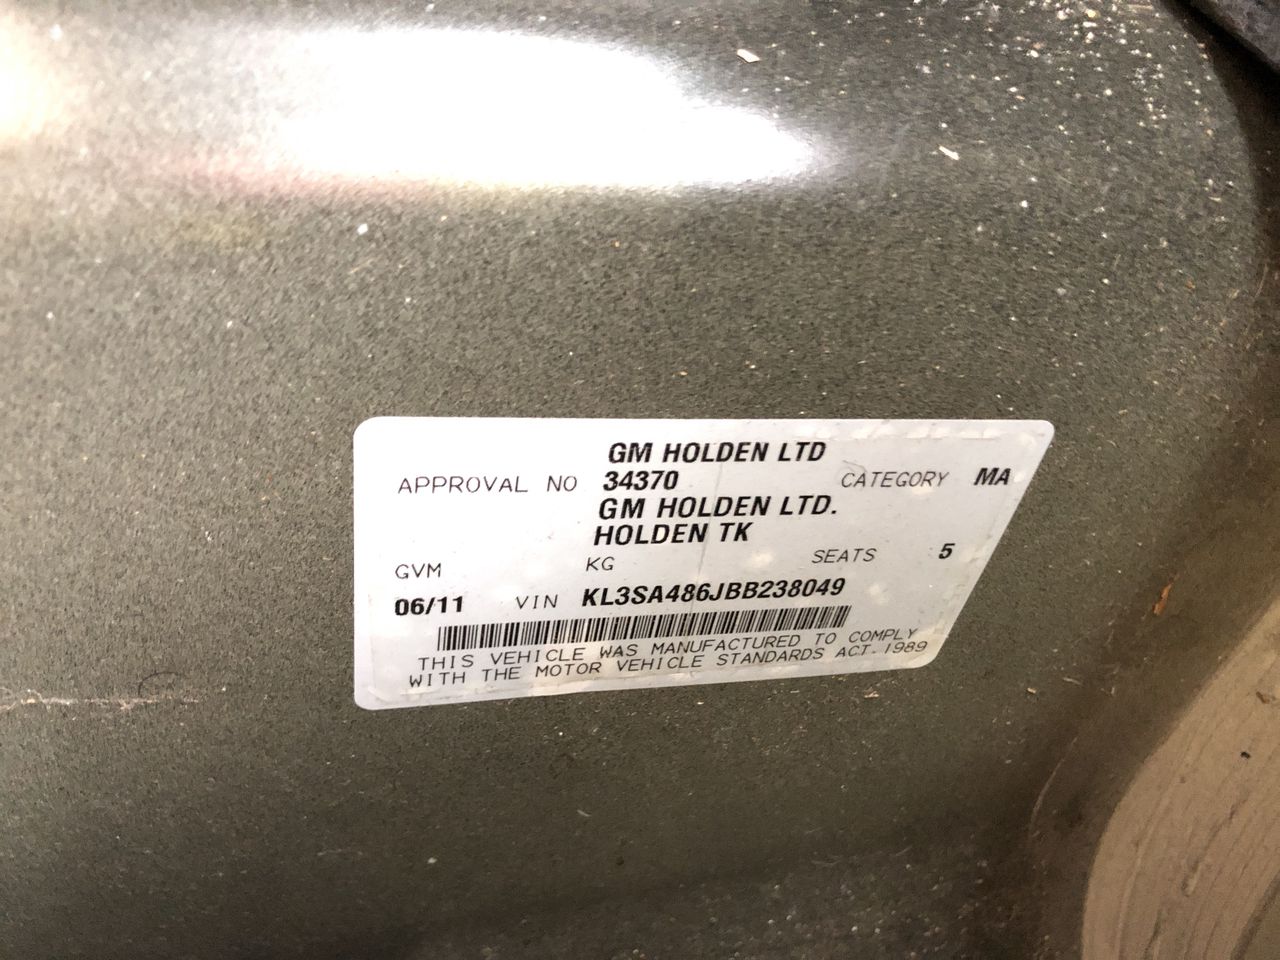 GM HOLDEN LTD
APPROVAL NO 34370 CATEGORY MA
GM HOLDEN LTD.
HOLDEN TK
GVM KG SEATS 5
06/11 VIN KL3SA486JBB238049
THIS VEHICLE WAS MANUFACTURED TO COMPLY
WITH THE MOTOR VEHICLE STANDARDS ACT.1989